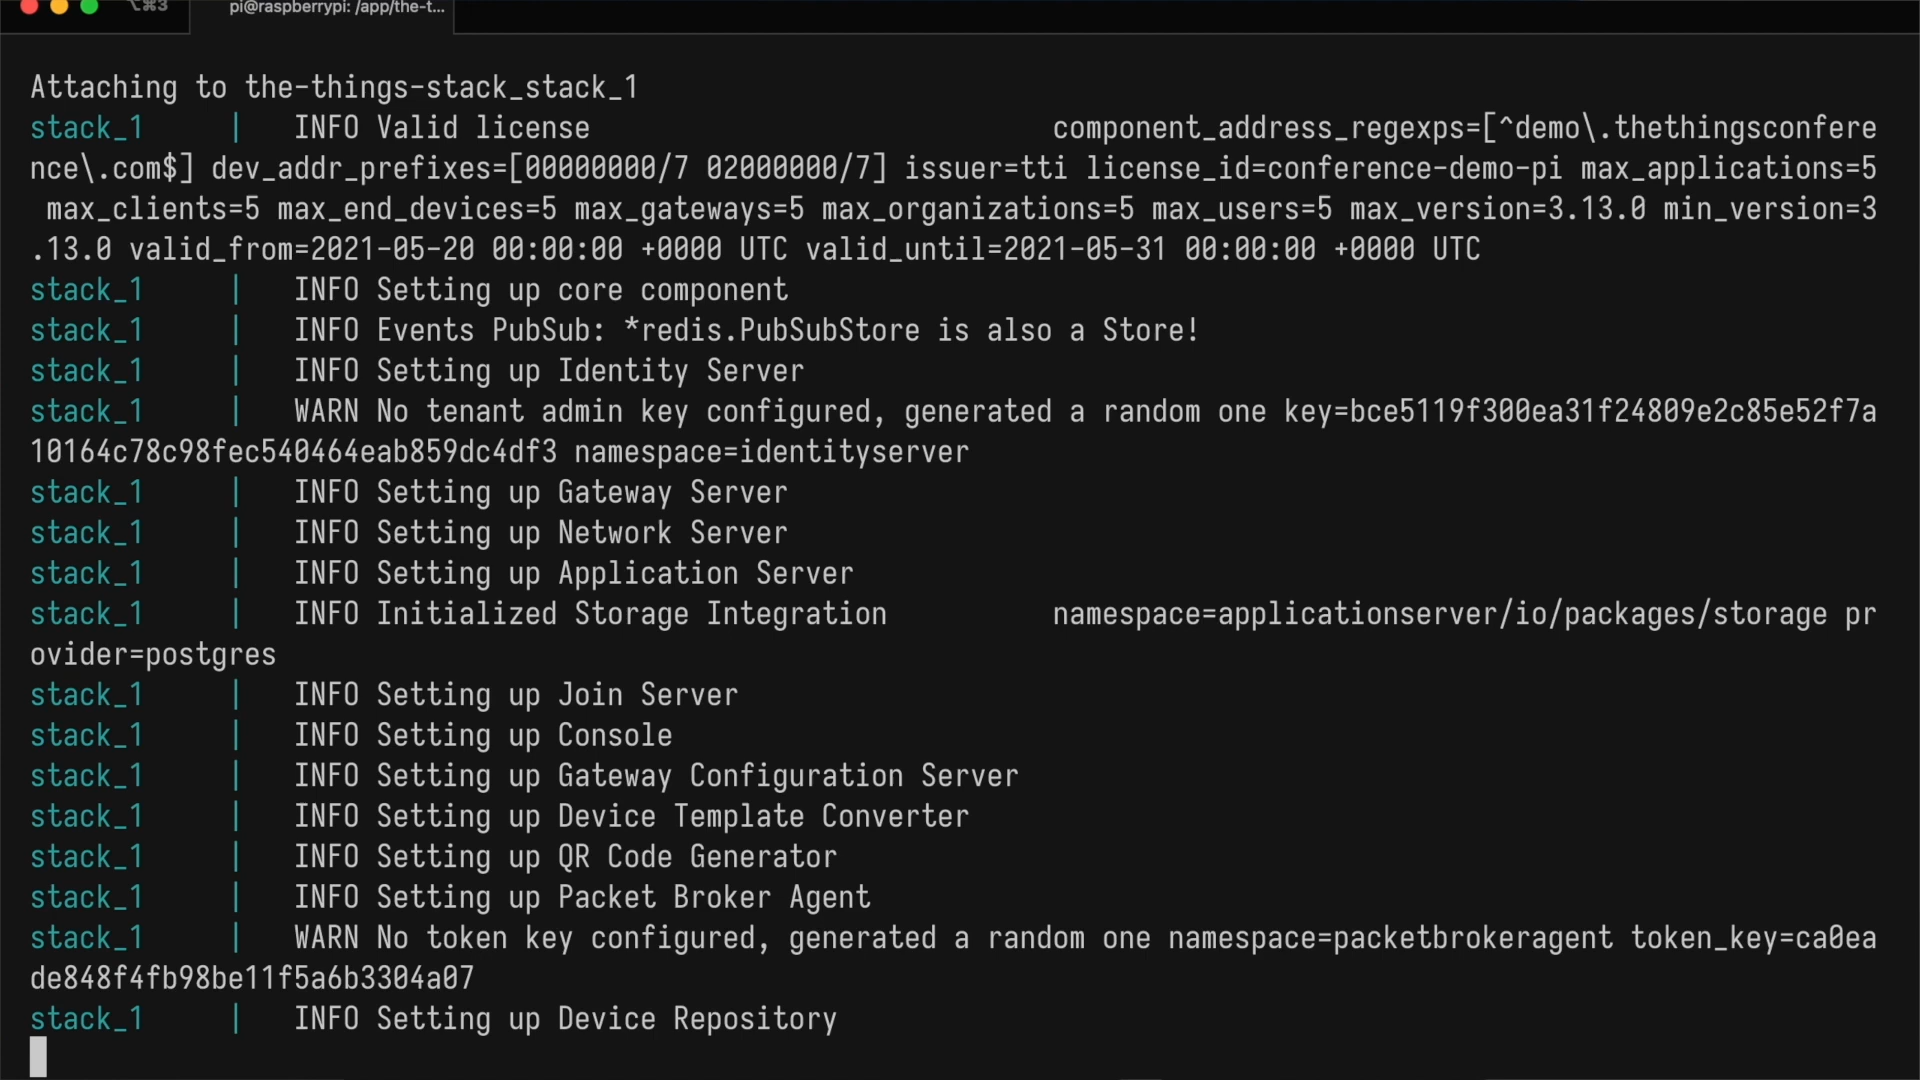 ⌥⌘3 pi@raspberrypi: /app/the-t...
Attaching to the-things-stack_stack_1
stack_1 | INFO Valid license component_address_regexps=[^demo\.thethingsconfere
nce\.com$] dev_addr_prefixes=[00000000/7 02000000/7] issuer=tti license_id=conference-demo-pi max_applications=5
max_clients=5 max_end_devices=5 max_gateways=5 max_organizations=5 max_users=5 max_version=3.13.0 min_version=3
.13.0 valid_from=2021-05-20 00:00:00 +0000 UTC valid_until=2021-05-31 00:00:00 +0000 UTC
stack_1 | INFO Setting up core component
stack_1 | INFO Events PubSub: *redis.PubSubStore is also a Store!
stack_1 | INFO Setting up Identity Server
stack_1 | WARN No tenant admin key configured, generated a random one key=bce5119f300ea31f24809e2c85e52f7a
10164c78c98fec540464eab859dc4df3 namespace=identityserver
stack_1 | INFO Setting up Gateway Server
stack_1 | INFO Setting up Network Server
stack_1 | INFO Setting up Application Server
stack_1 | INFO Initialized Storage Integration namespace=applicationserver/io/packages/storage pr
ovider=postgres
stack_1 | INFO Setting up Join Server
stack_1 | INFO Setting up Console
stack_1 | INFO Setting up Gateway Configuration Server
stack_1 | INFO Setting up Device Template Converter
stack_1 | INFO Setting up QR Code Generator
stack_1 | INFO Setting up Packet Broker Agent
stack_1 | WARN No token key configured, generated a random one namespace=packetbrokeragent token_key=ca0ea
de848f4fb98be11f5a6b3304a07
stack_1 | INFO Setting up Device Repository